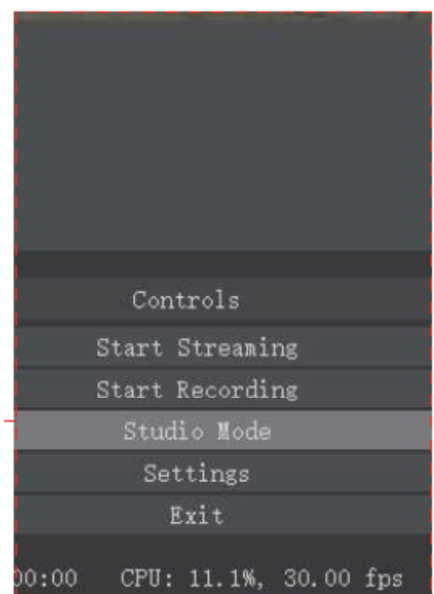 Controls
Start Streaming
Start Recording
Studio Mode
Settings
Exit
00:00 CPU: 11.1%, 30.00 fps